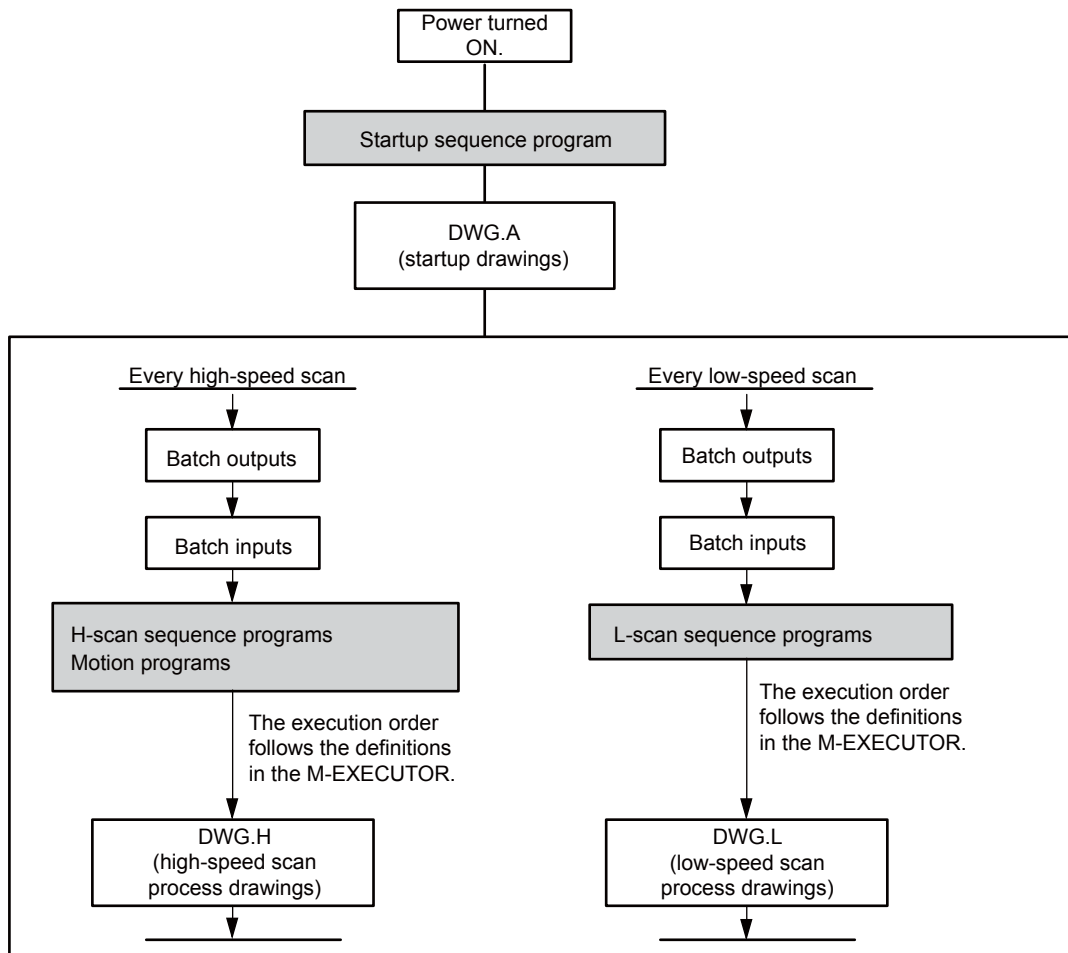 Power turned
ON.
Startup sequence program
DWG.A
(startup drawings)
Every high-speed scan
Batch outputs
Batch inputs
H-scan sequence programs
Motion programs
The execution order
follows the definitions
in the M-EXECUTOR.
DWG.H
(high-speed scan
process drawings)
Every low-speed scan
Batch outputs
Batch inputs
L-scan sequence programs
The execution order
follows the definitions
in the M-EXECUTOR.
DWG.L
(low-speed scan
process drawings)